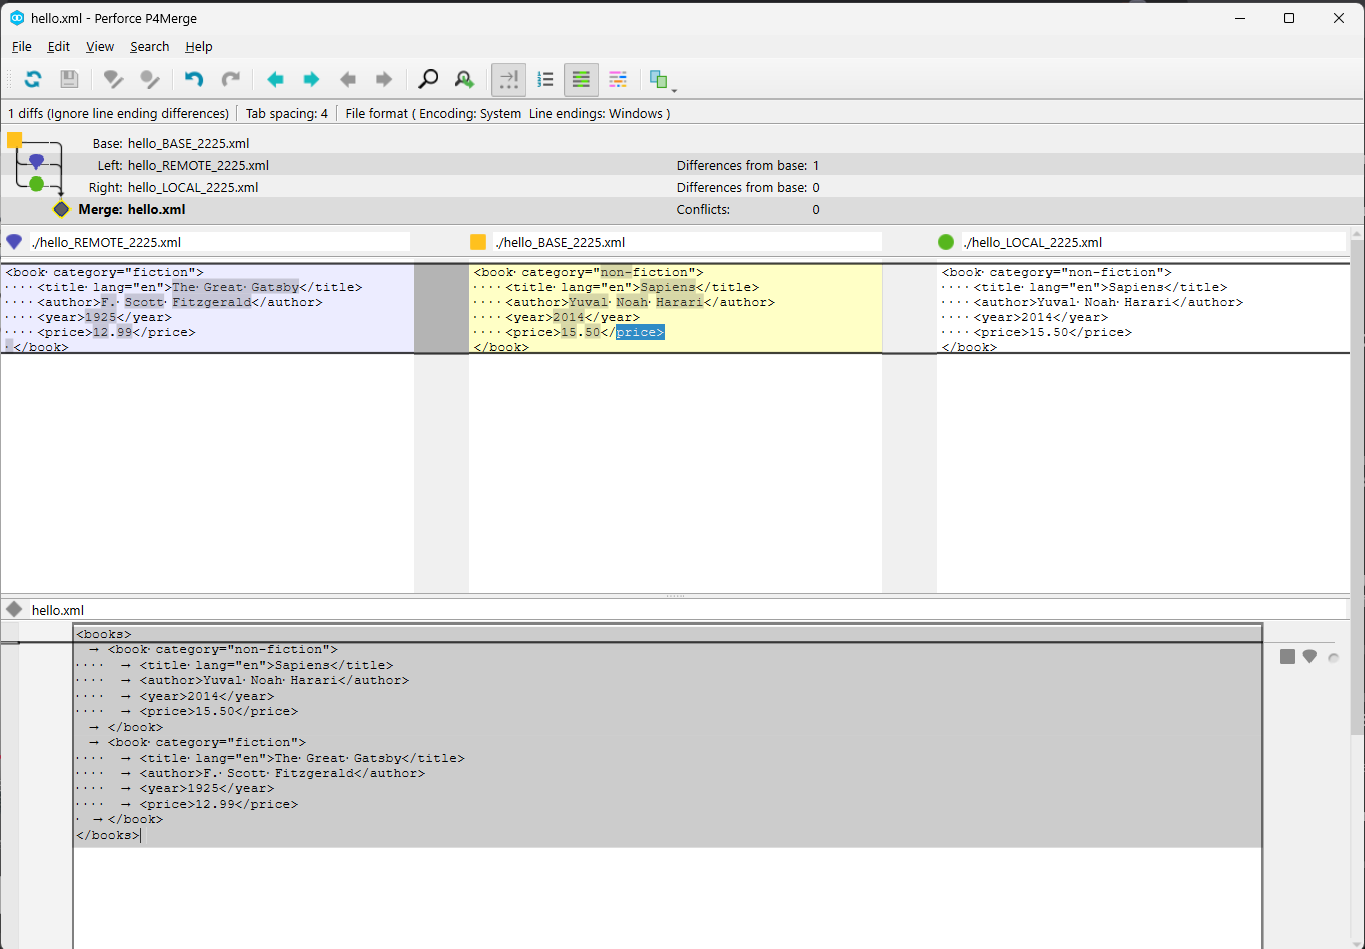 hello.xml - Perforce P4Merge
File Edit View Search Help
1 diffs (Ignore line ending differences) Tab spacing: 4 File format ( Encoding: System Line endings: Windows )
Base: hello_BASE_2225.xml
Left: hello_REMOTE_2225.xml Differences from base: 1
Right: hello_LOCAL_2225.xml Differences from base: 0
Merge: hello.xml Conflicts: 0
./hello_REMOTE_2225.xml
<book· category="fiction">
····<title· lang="en">The· Great· Gatsby</title>
····<author>F.· Scott· Fitzgerald</author>
····<year>1925</year>
····<price>12.99</price>
·</book>
./hello_BASE_2225.xml
<book· category="non-fiction">
····<title· lang="en">Sapiens</title>
····<author>Yuval· Noah· Harari</author>
····<year>2014</year>
····<price>15.50</price>
</book>
./hello_LOCAL_2225.xml
<book· category="non-fiction">
····<title· lang="en">Sapiens</title>
····<author>Yuval· Noah· Harari</author>
····<year>2014</year>
····<price>15.50</price>
</book>
hello.xml
<books>
→ <book· category="non-fiction">
···· → <title· lang="en">Sapiens</title>
···· → <author>Yuval· Noah· Harari</author>
···· → <year>2014</year>
···· → <price>15.50</price>
→ </book>
→ <book· category="fiction">
···· → <title· lang="en">The· Great· Gatsby</title>
···· → <author>F.· Scott· Fitzgerald</author>
···· → <year>1925</year>
···· → <price>12.99</price>
· →</book>
</books>